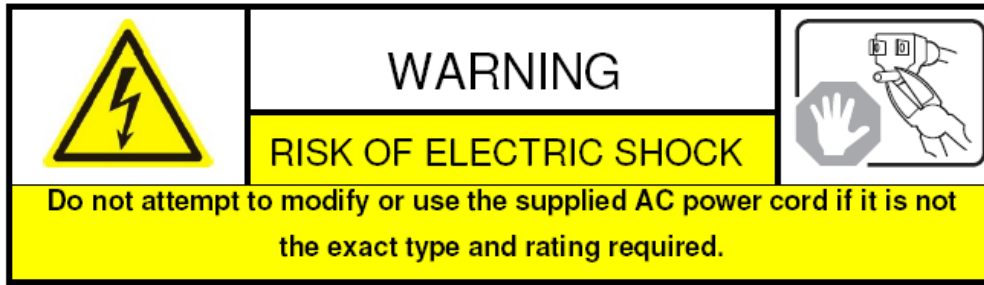 WARNING
RISK OF ELECTRIC SHOCK
Do not attempt to modify or use the supplied AC power cord if it is not
the exact type and rating required.